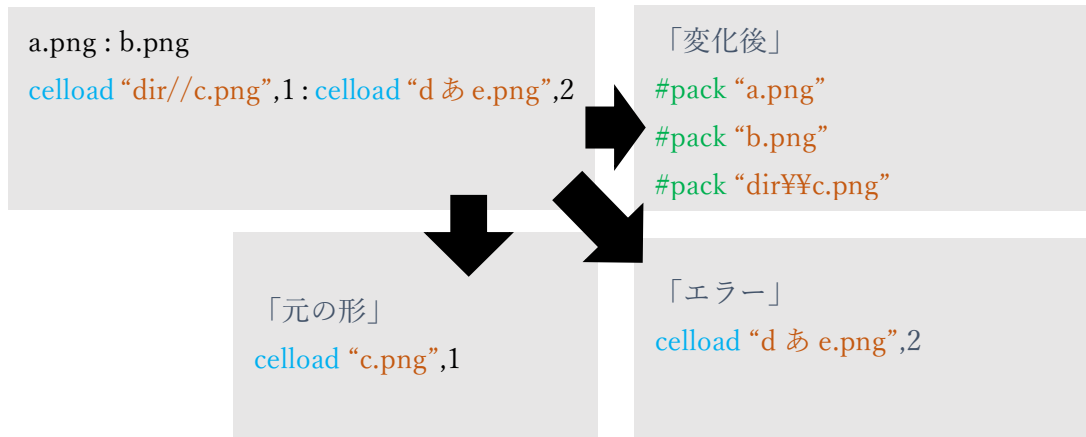 a.png : b.png
celload “dir//c.png”,1 : celload “d あ e.png”,2
「変化後」
#pack “a.png”
#pack “b.png”
#pack “dir¥¥c.png”
「元の形」
celload “c.png”,1
「エラー」
celload “d あ e.png”,2